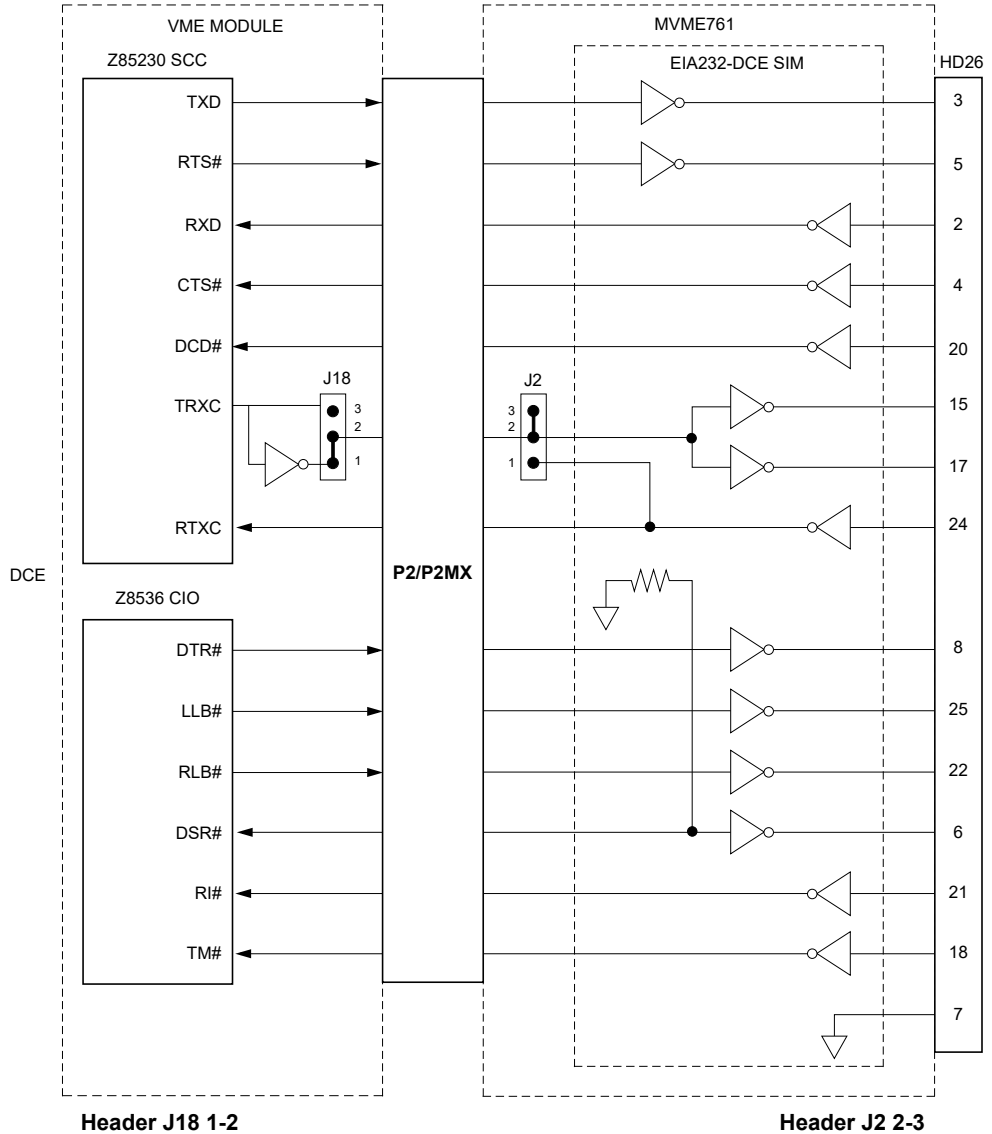 VME MODULE
MVME761
Z85230 SCC
EIA232-DCE SIM
HD26
TXD
3
RTS#
5
RXD
2
CTS#
4
DCD#
20
J18
J2
TRXC
3
3
15
2
2
1
1
17
RTXC
24
DCE
P2/P2MX
Z8536 CIO
DTR#
8
LLB#
25
RLB#
22
DSR#
6
RI#
21
TM#
18
7
Header J18 1-2
Header J2 2-3